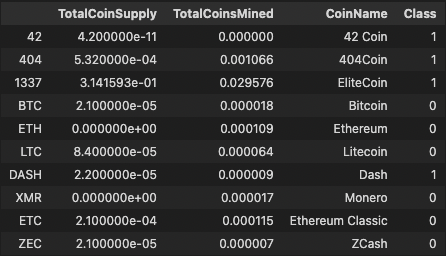 TotalCoinSupply TotalCoinsMined CoinName Class
42 4.200000e-11 0.000000 42 Coin 1
404 5.320000e-04 0.001066 404Coin 1
1337 3.141593e-01 0.029576 EliteCoin 1
BTC 2.100000e-05 0.000018 Bitcoin 0
ETH 0.000000e+00 0.000109 Ethereum 0
LTC 8.400000e-05 0.000064 Litecoin 0
DASH 2.200000e-05 0.000009 Dash 1
XMR 0.000000e+00 0.000017 Monero 0
ETC 2.100000e-04 0.000115 Ethereum Classic 0
ZEC 2.100000e-05 0.000007 ZCash 0